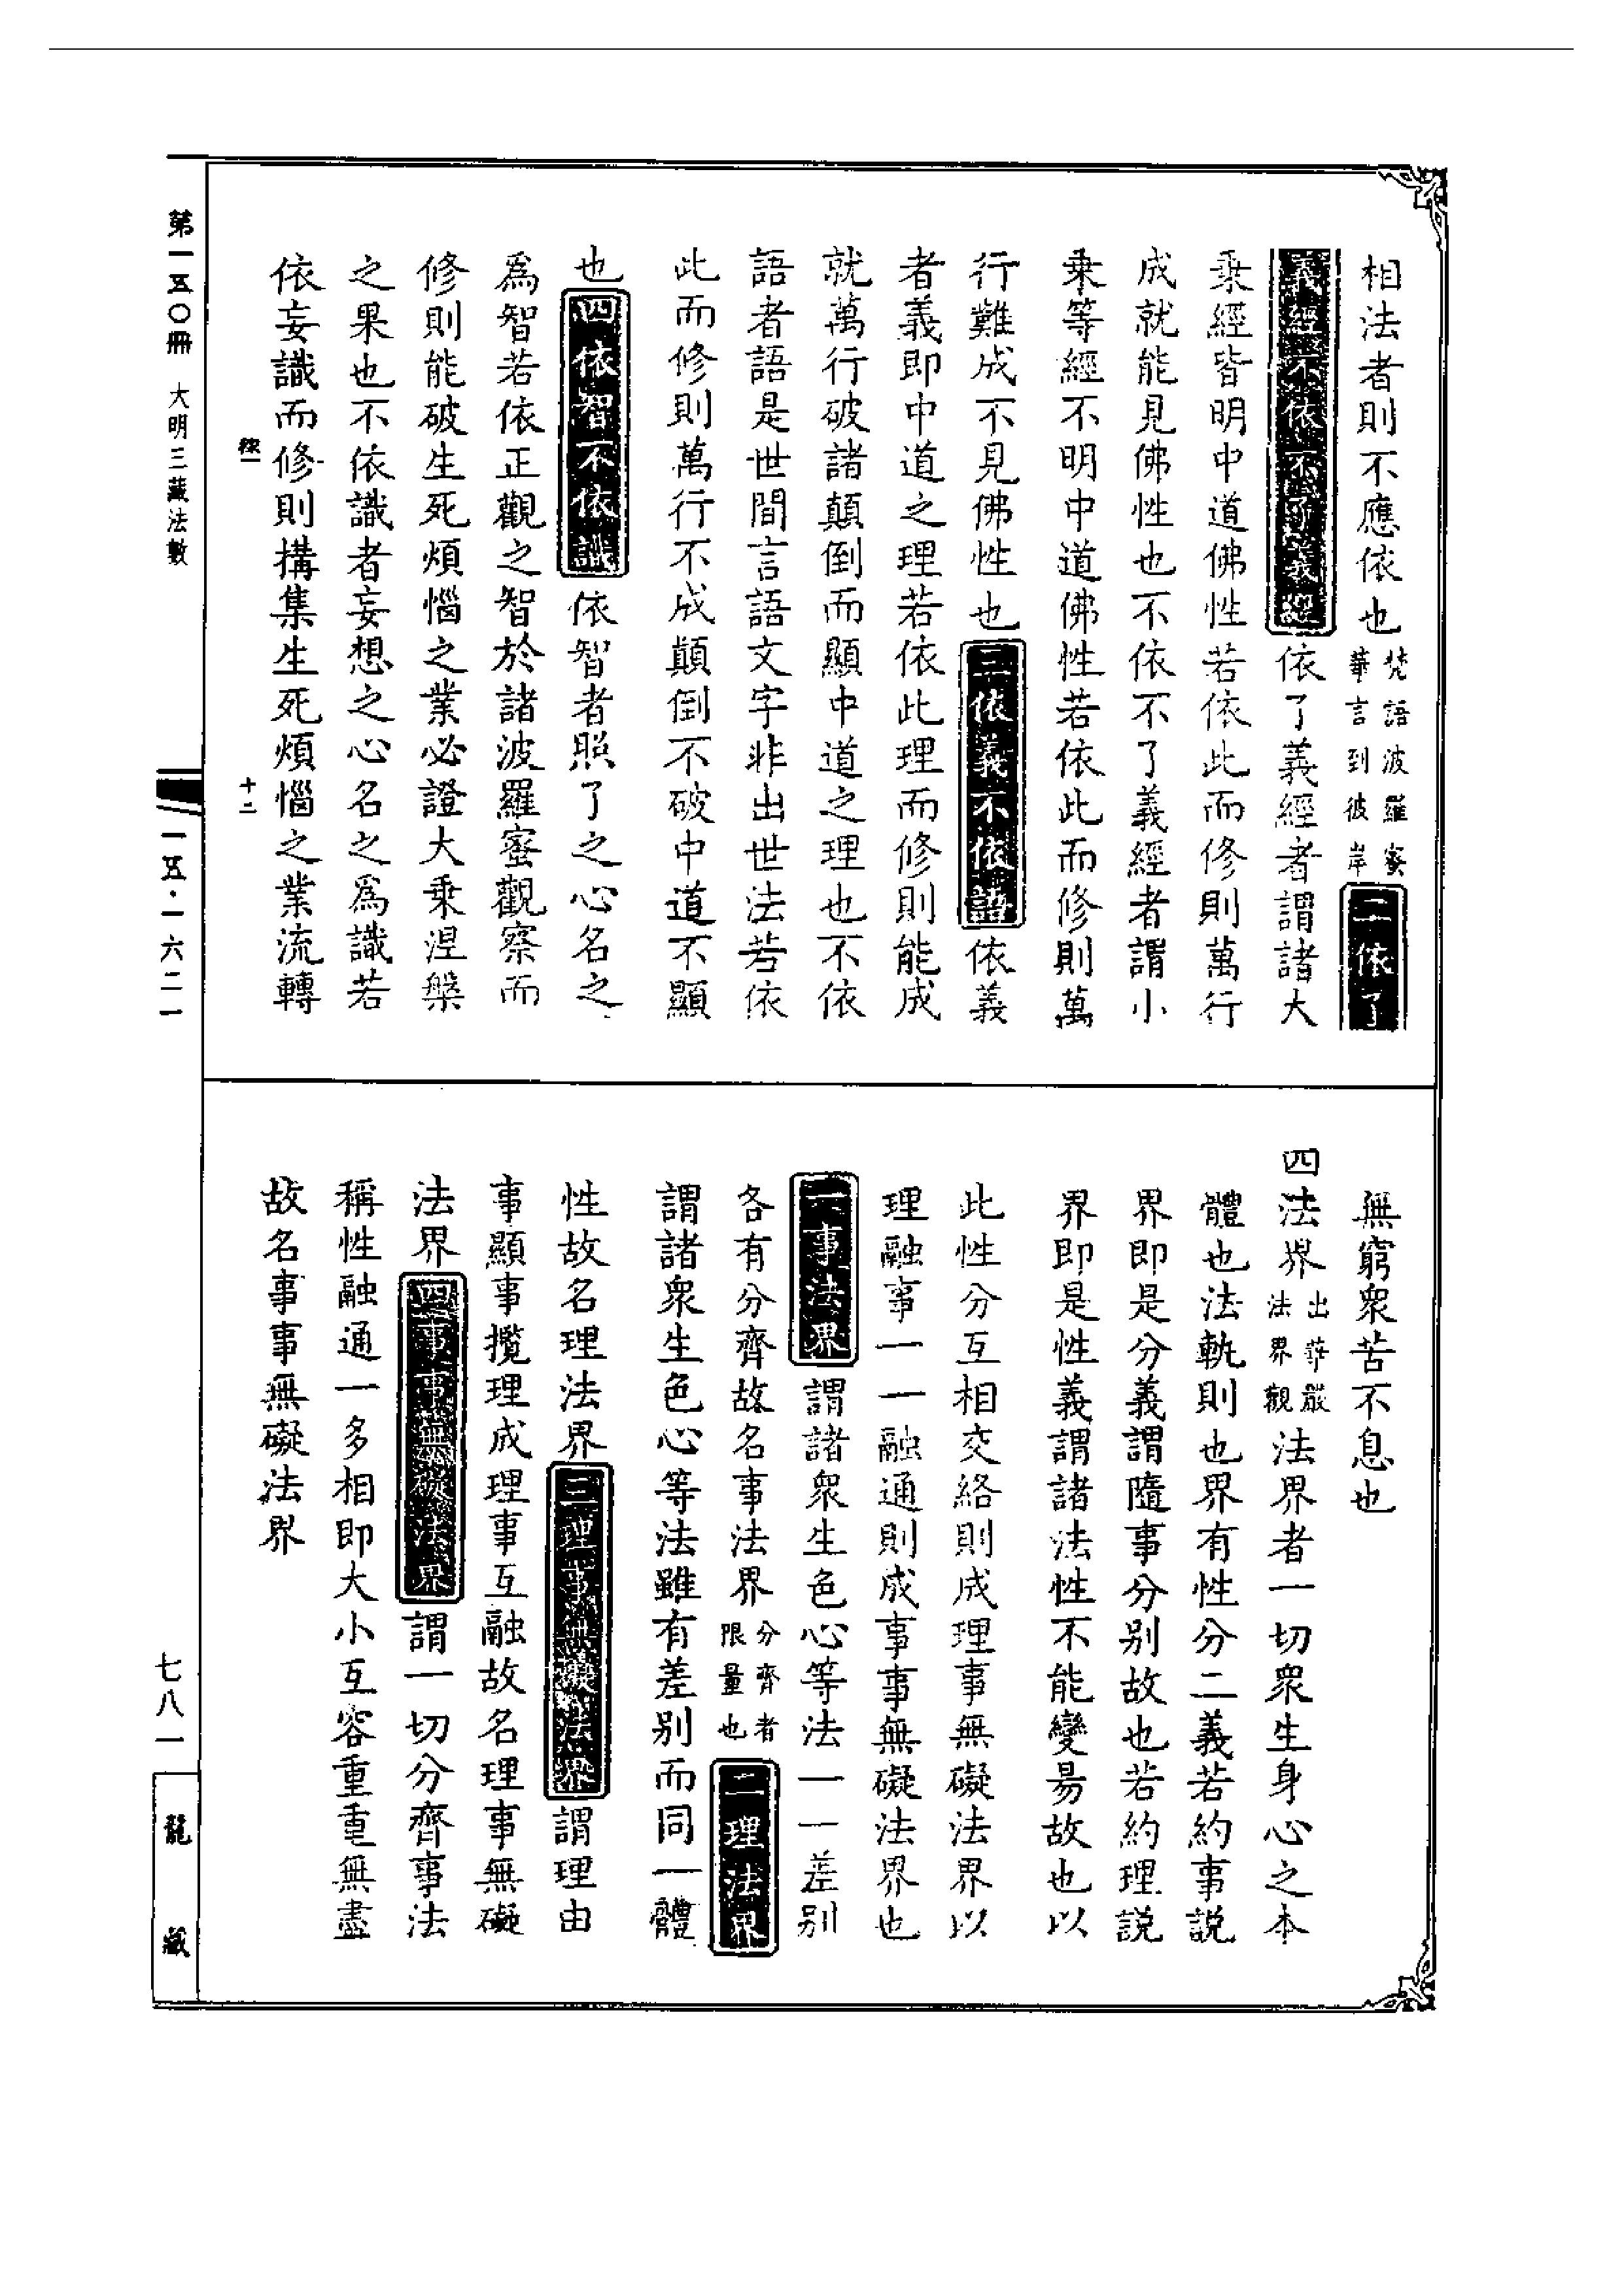 相法者則不應依也梵語波羅蜜華言到彼岸二依了
義經不依不了義經依了義經者謂諸大
乘經皆明中道佛性若依此而修則萬行
成就能見佛性也不依不了義經者謂小
乘等經不明中道佛性若依此而修則萬
行難成不見佛性也三依義不依語依義
者義即中道之理若依此理而修則能成
就萬行破諸顛倒而顯中道之理也不依
語者語是世間言語文字非出世法若依
此而修則萬行不成顛倒不破中道不顯
也四依智不依識依智者照了之心名之
為智若依正觀之智於諸波羅蜜觀察而
修則能破生死煩惱之業必證大乘涅槃
之果也不依識者妄想之心名之為識若
依妄識而修則構集生死煩惱之業流轉
無窮衆苦不息也
四法界出華嚴法界觀法界者一切衆生身心之本
體也法軌則也界有性分二義若約事說
界即是分義謂隨事分別故也若約理說
界即是性義謂諸法性不能變易故也以
此性分互相交絡則成理事無礙法界以
理融事一一融通則成事事無礙法界也
一事法界謂諸衆生色心等法一一差別
各有分齊故名事法界分齊者限量也二理法界
謂諸衆生色心等法雖有差別而同一體
性故名理法界三理事無礙法界謂理由
事顯事攬理成理事互融故名理事無礙
法界四事事無礙法界謂一切分齊事法
稱性融通一多相即大小互容重重無盡
故名事事無礙法界
第一五〇冊 大明三藏法數
十二
一五·一六二一
七八一
龍藏